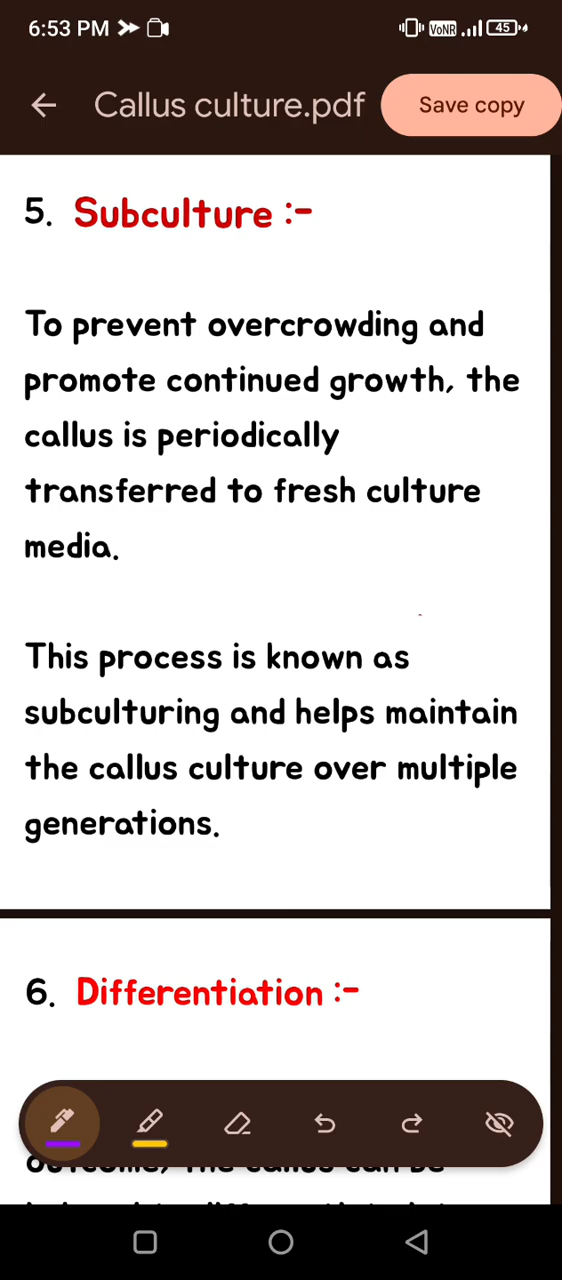 6:53 PM
VoNR 45
Callus culture.pdf
Save copy
5. Subculture :-
To prevent overcrowding and
promote continued growth, the
callus is periodically
transferred to fresh culture
media.
This process is known as
subculturing and helps maintain
the callus culture over multiple
generations.
6. Differentiation :-